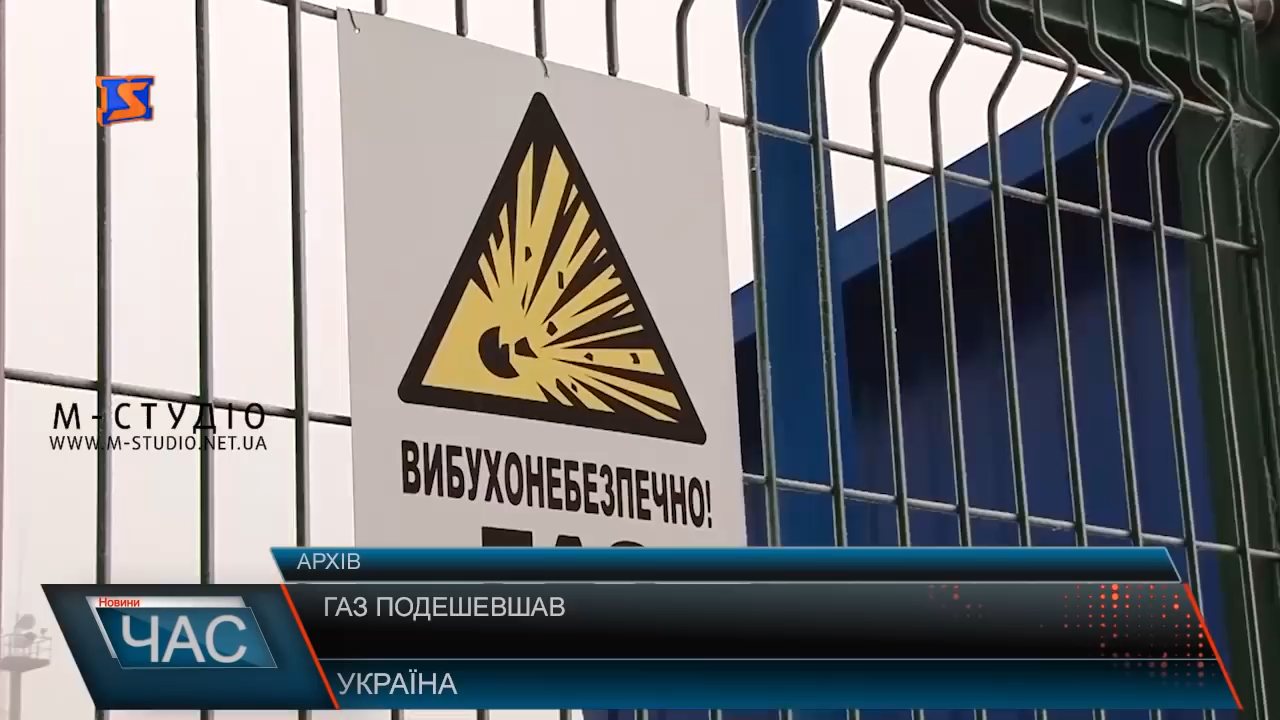 М-СТУДІО
WWW.M-STUDIO.NET.UA
ВИБУХОНЕБЕЗПЕЧНО!
АРХІВ
Новини
ЧАС
ГАЗ ПОДЕШЕВШАВ
УКРАЇНА